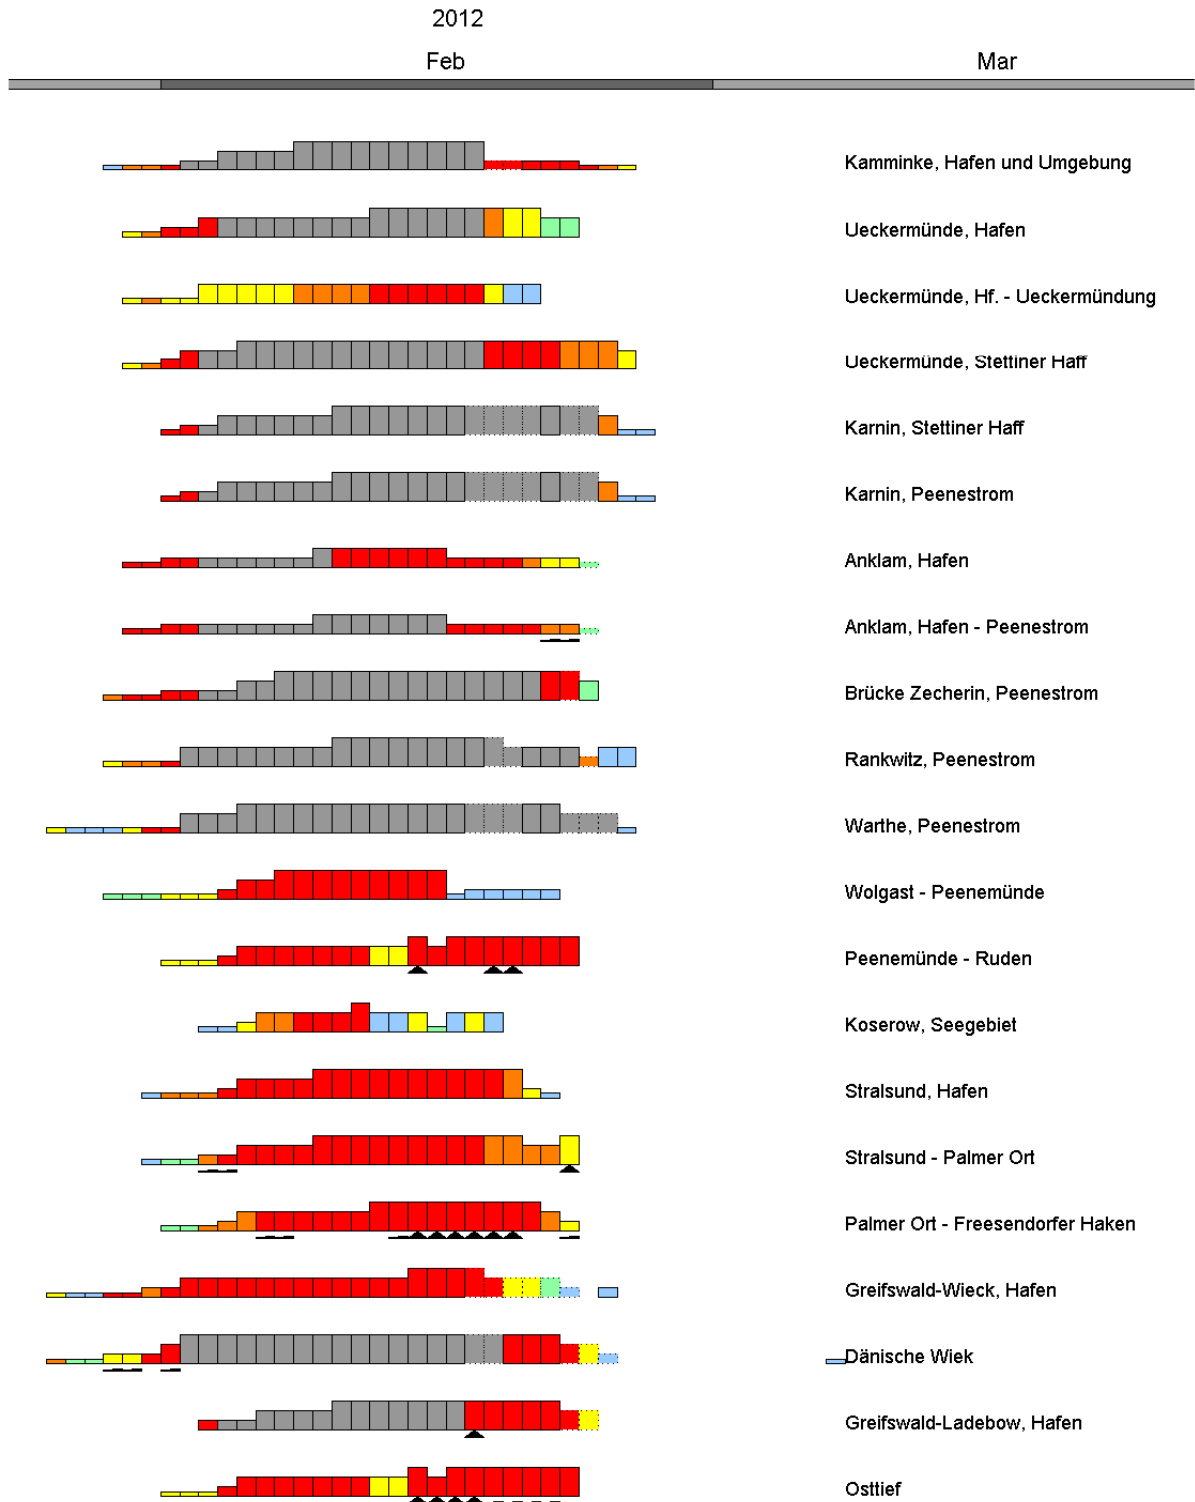 2012
Feb Mar
Kamminke, Hafen und Umgebung
Ueckermünde, Hafen
Ueckermünde, Hf. - Ueckermündung
Ueckermünde, Stettiner Haff
Karnin, Stettiner Haff
Karnin, Peenestrom
Anklam, Hafen
Anklam, Hafen - Peenestrom
Brücke Zecherin, Peenestrom
Rankwitz, Peenestrom
Warthe, Peenestrom
Wolgast - Peenemünde
Peenemünde - Ruden
Koserow, Seegebiet
Stralsund, Hafen
Stralsund - Palmer Ort
Palmer Ort - Freesendorfer Haken
Greifswald-Wieck, Hafen
Dänische Wiek
Greifswald-Ladebow, Hafen
Osttief